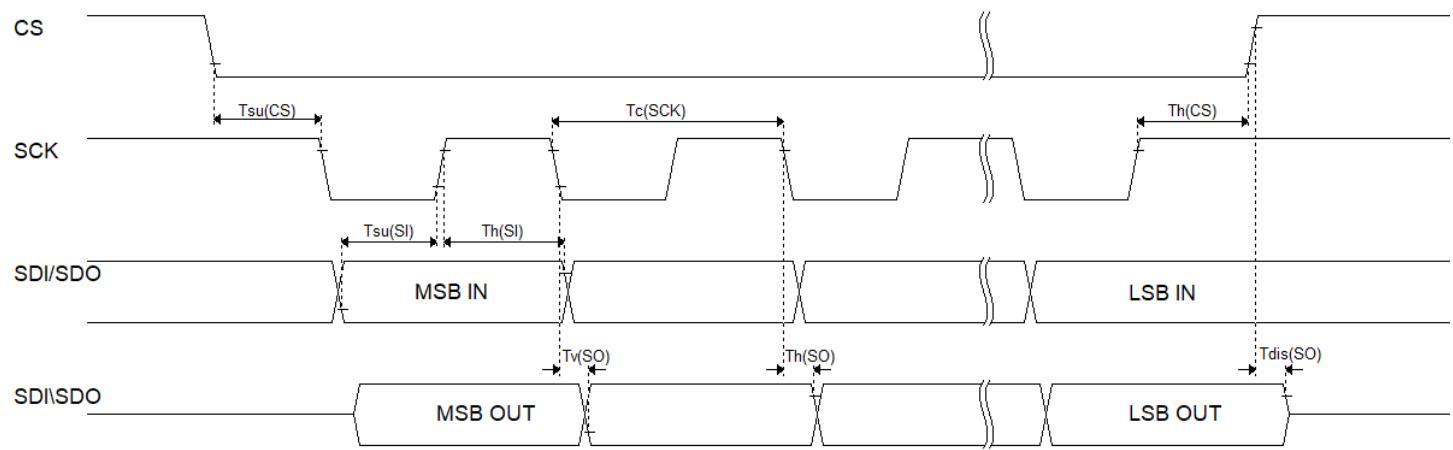 CS
Tsu(CS)
Tc(SCK)
Th(CS)
SCK
Tsu(SI)
Th(SI)
SDI/SDO
MSB IN
LSB IN
Tv(SO)
Th(SO)
Tdis(SO)
SDI\SDO
MSB OUT
LSB OUT